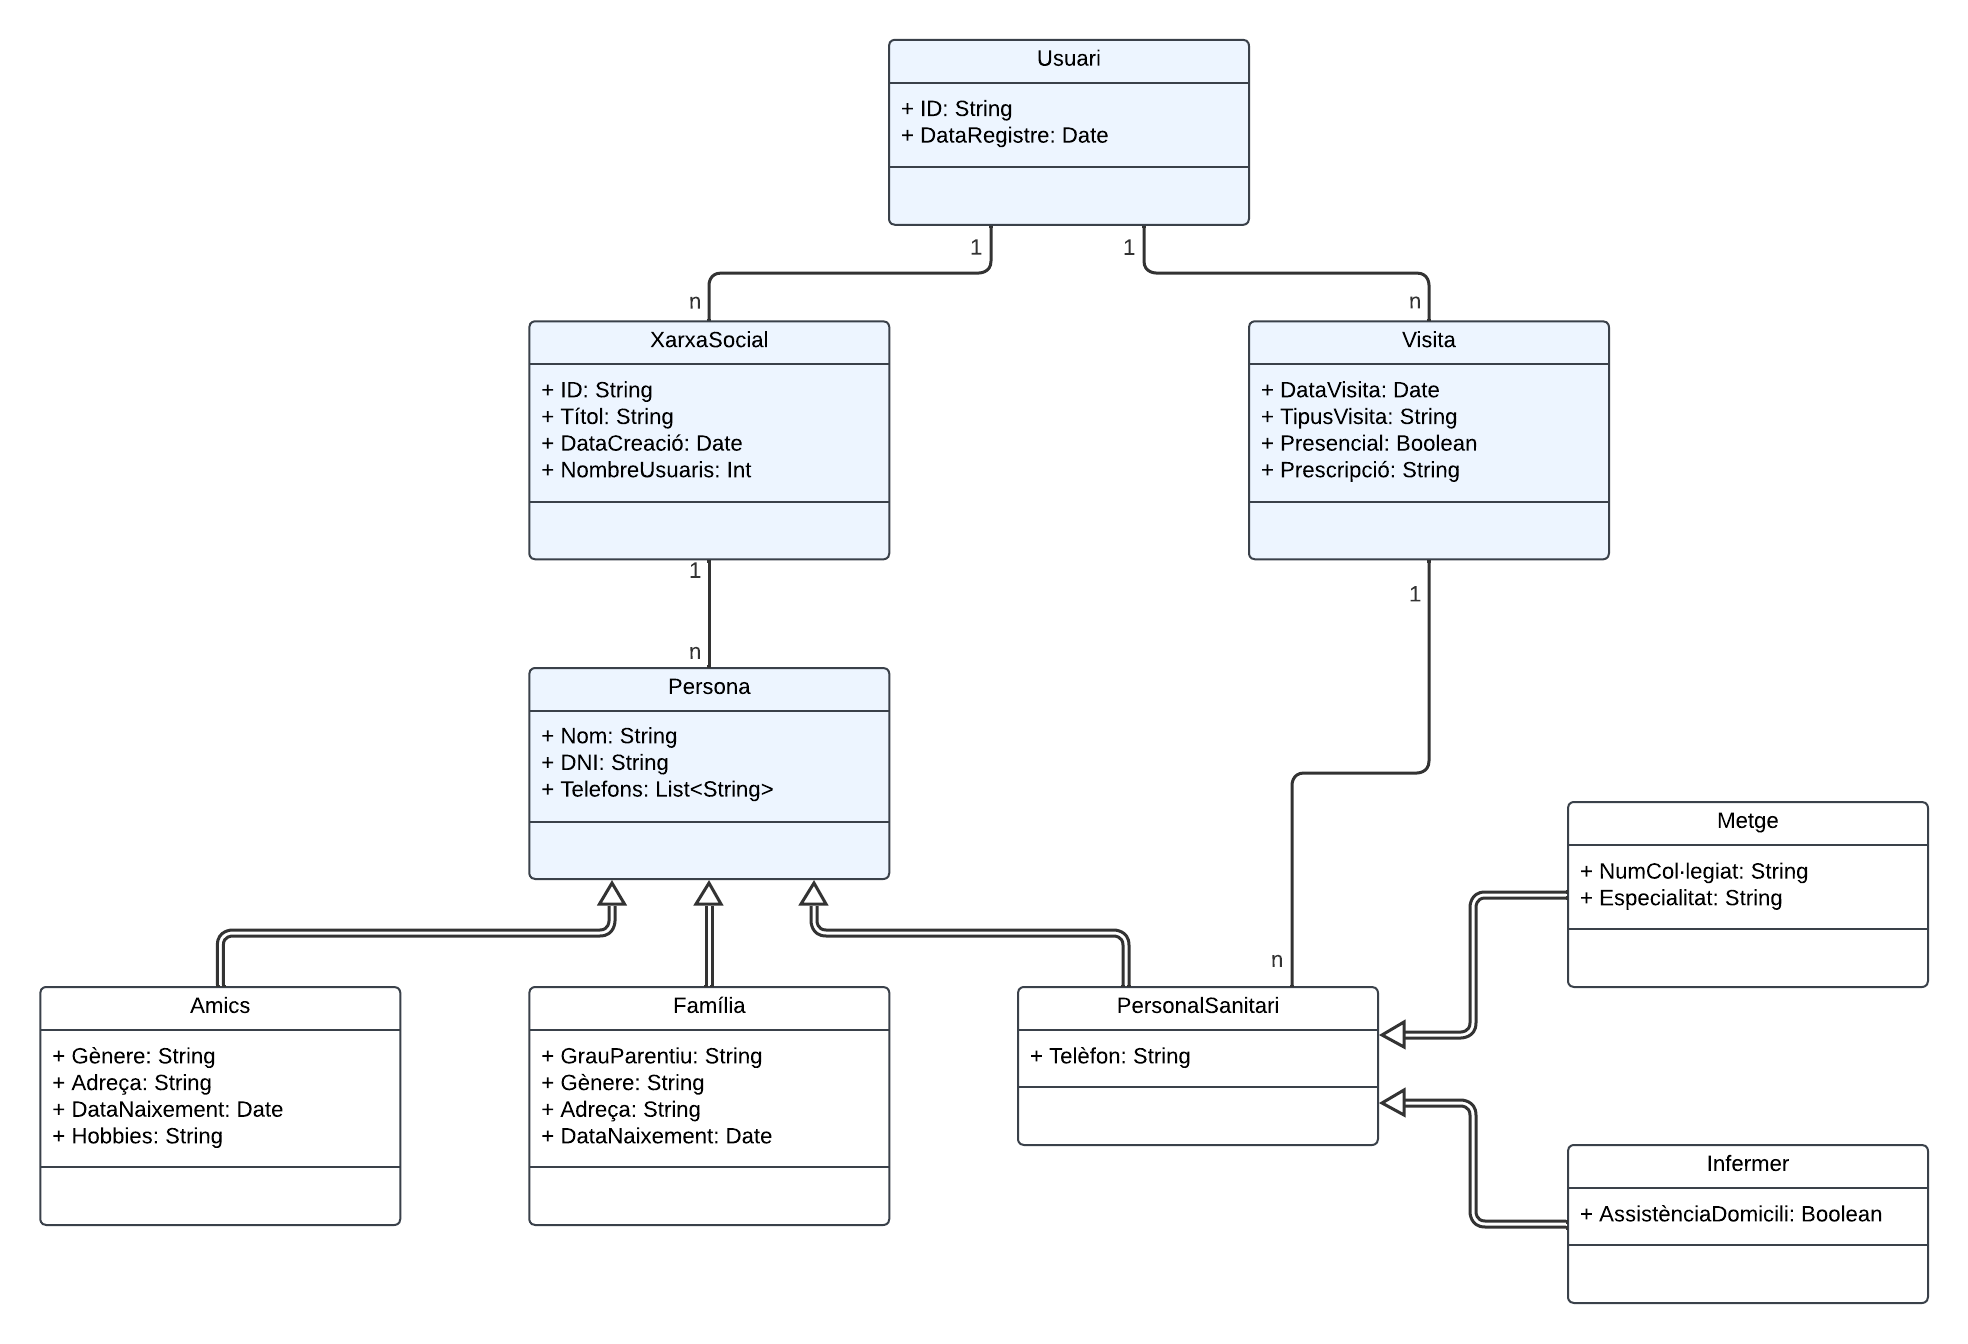 Usuari
+ ID: String
+ DataRegistre: Date
1
1
n
n
XarxaSocial
+ ID: String
+ Títol: String
+ DataCreació: Date
+ NombreUsuaris: Int
Visita
+ DataVisita: Date
+ TipusVisita: String
+ Presencial: Boolean
+ Prescripció: String
1
1
n
Persona
+ Nom: String
+ DNI: String
+ Telefons: List<String>
Metge
+ NumCol·legiat: String
+ Especialitat: String
n
Amics
+ Gènere: String
+ Adreça: String
+ DataNaixement: Date
+ Hobbies: String
Família
+ GrauParentiu: String
+ Gènere: String
+ Adreça: String
+ DataNaixement: Date
PersonalSanitari
+ Telèfon: String
Infermer
+ AssistènciaDomicili: Boolean